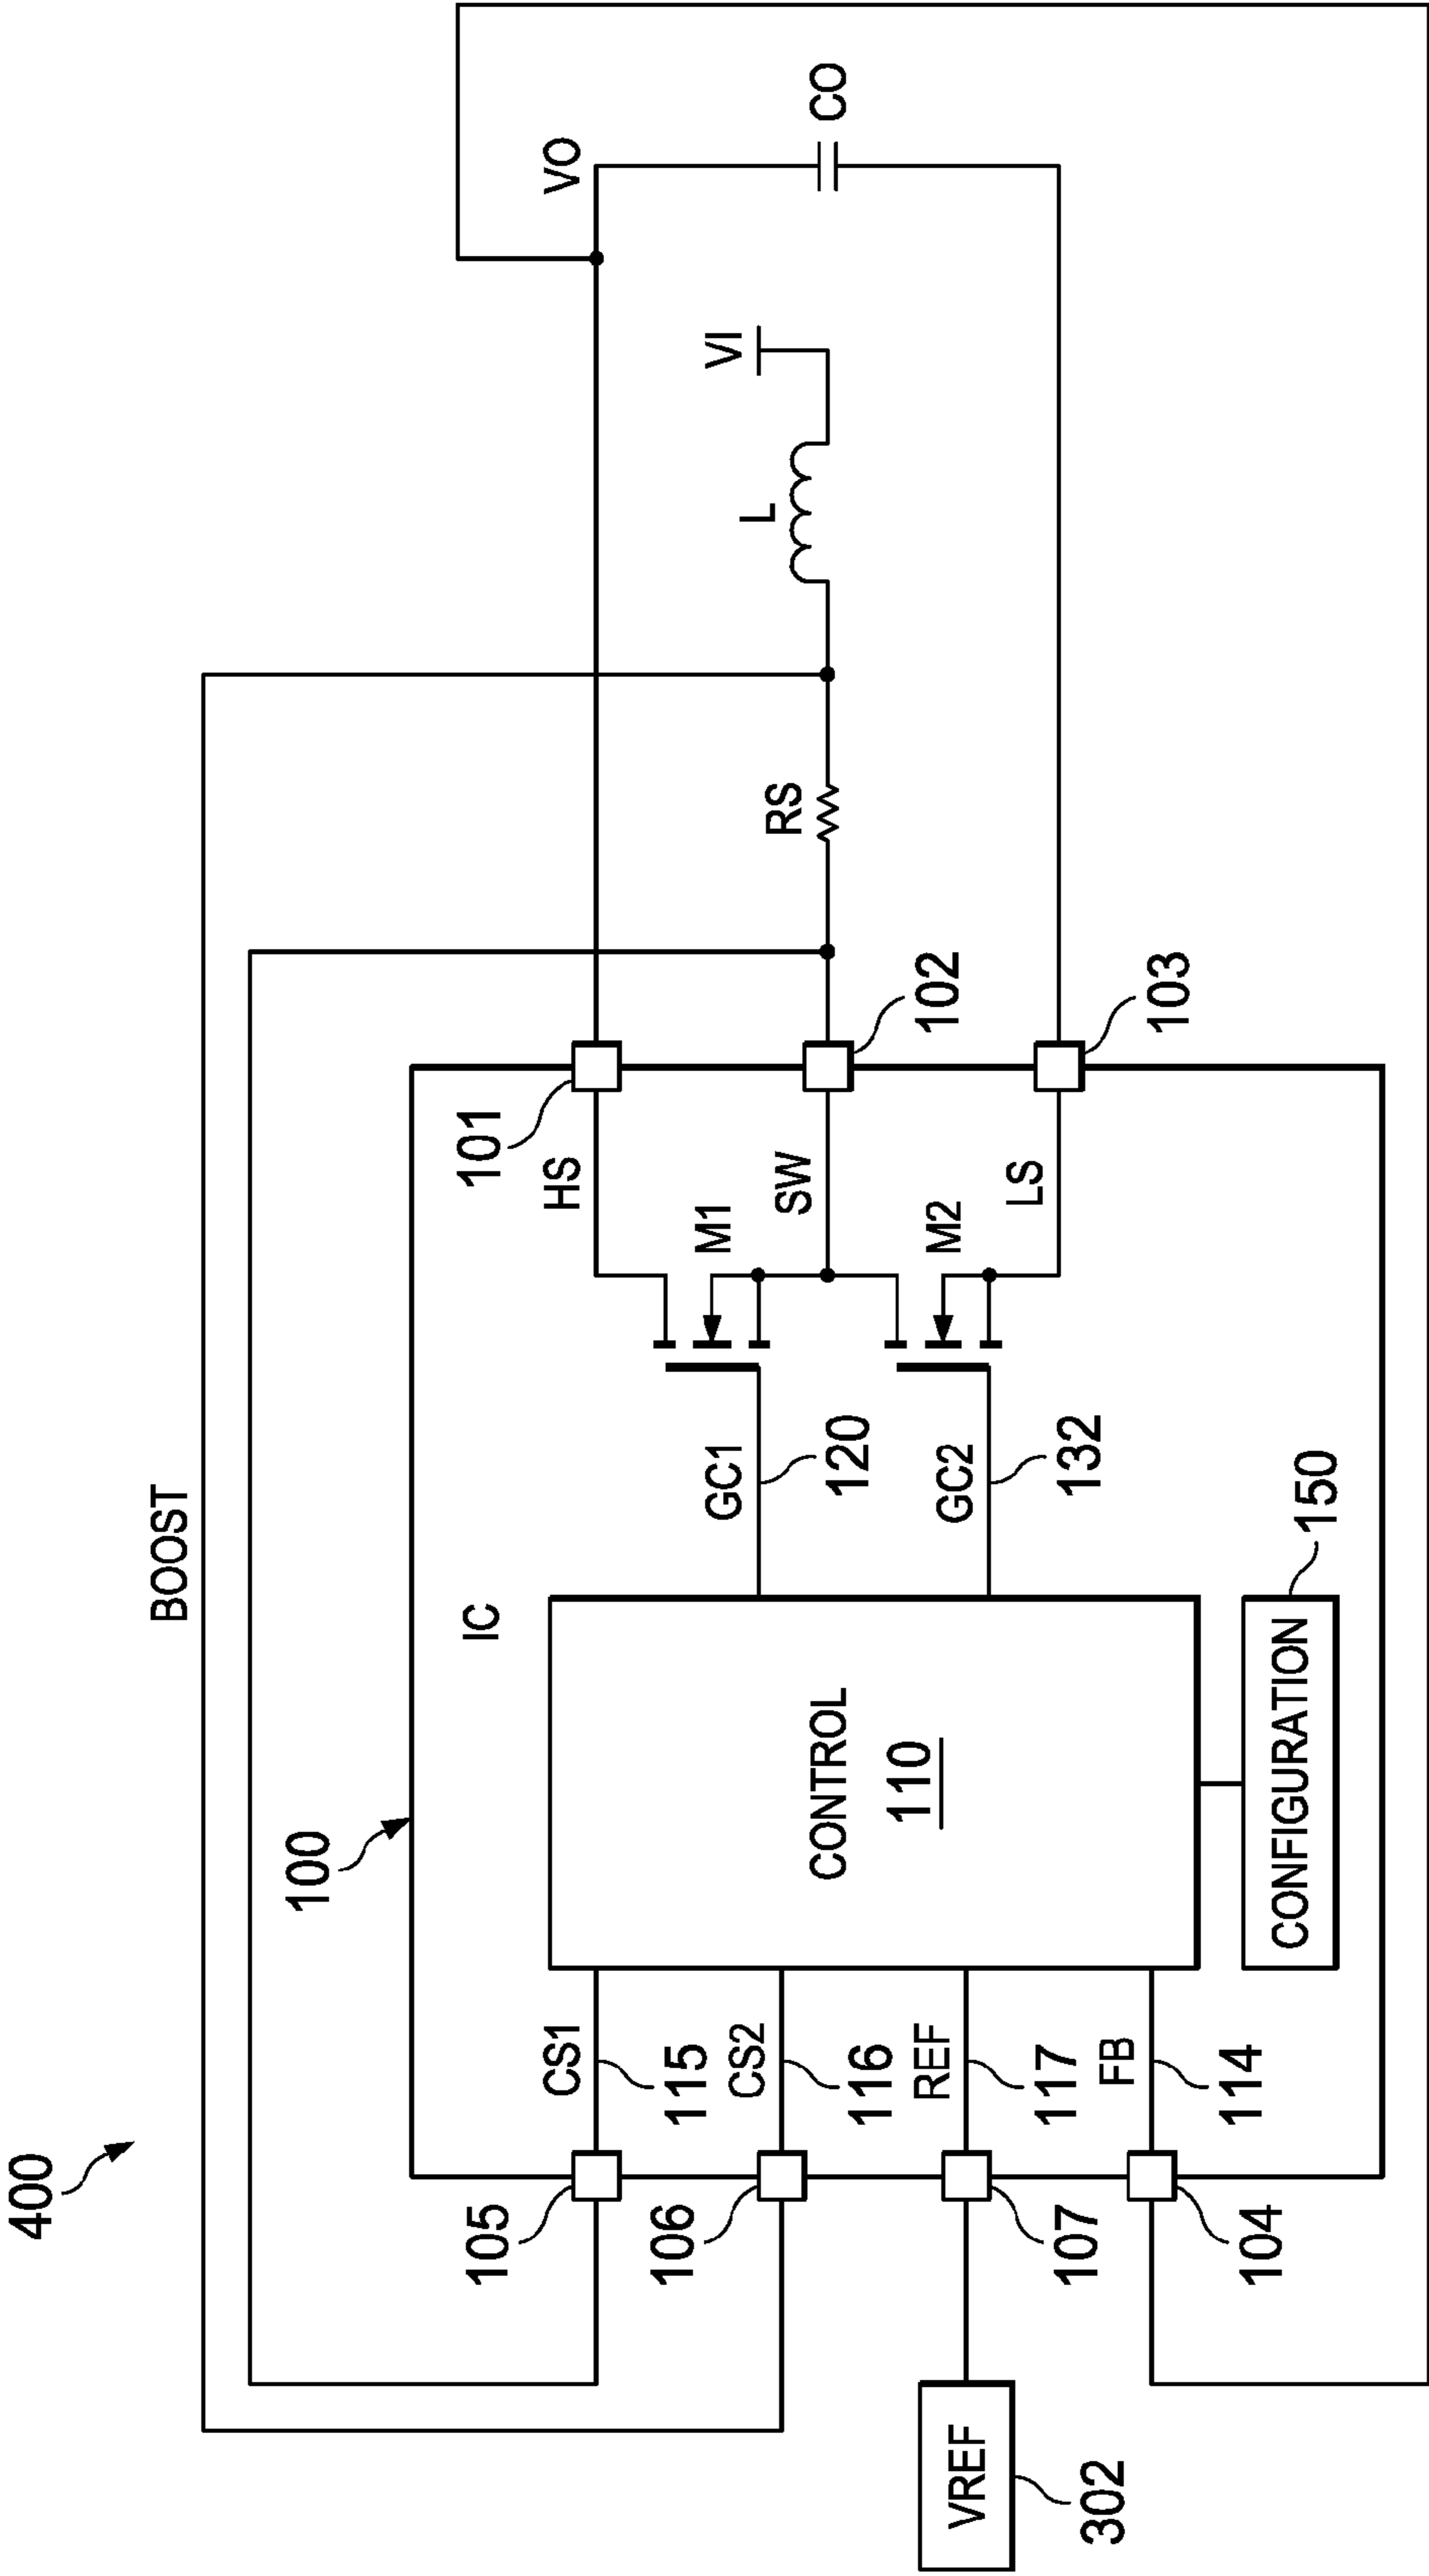 400
BOOST
100
IC
105
CS1
115
106
CS2
116
107
REF
117
104
FB
114
VREF
302
CONTROL
110
CONFIGURATION
150
GC1
120
GC2
132
M1
M2
HS
SW
LS
101
102
103
RS
L
VI
VO
CO